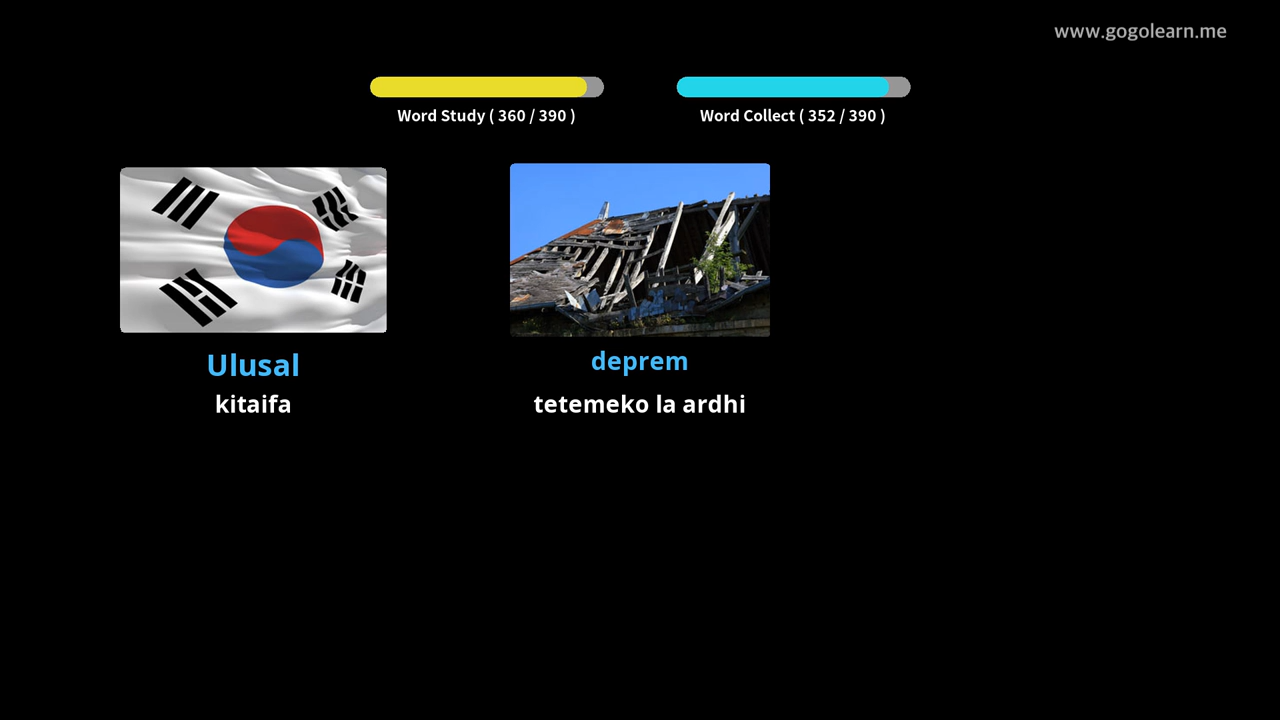 www.gogolearn.me
Word Study ( 360 / 390 )
Word Collect ( 352 / 390 )
Ulusal
kitaifa
deprem
tetemeko la ardhi